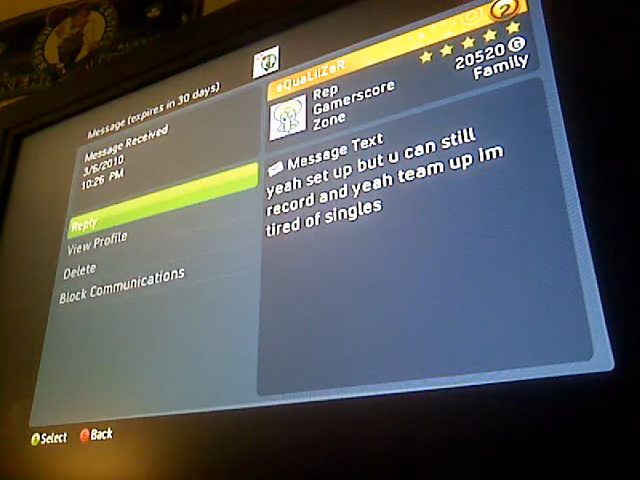 Message (expires in 30 days)
Message Received
3/6/2010
10:26 PM
Reply
View Profile
Delete
Block Communications
eQuaLiiZeR
Rep
Gamerscore 20520 G
Zone Family
Message Text
yeah set up but u can still
record and yeah team up im
tired of singles
A Select B Back